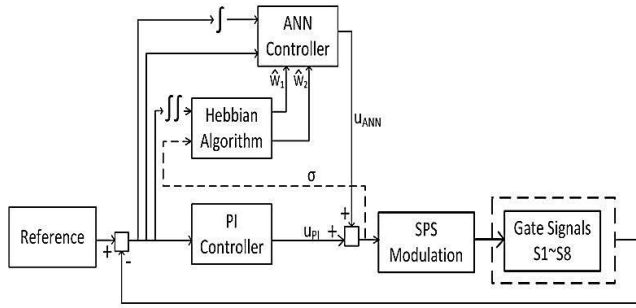 ∫
ANN
Controller
Ŵ₁ Ŵ₂
∫∫
Hebbian
Algorithm
uANN
σ
Reference
+
-
PI
Controller
uPI
+
+
SPS
Modulation
Gate Signals
S1~S8